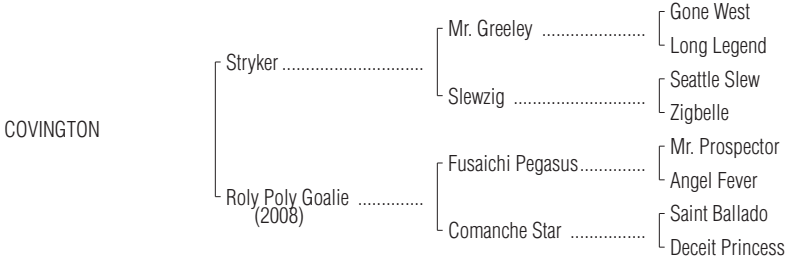 Gone West
Mr. Greeley ......................
Long Legend
Stryker .............................
Seattle Slew
Slewzig ...........................
Zigbelle
COVINGTON
Mr. Prospector
Fusaichi Pegasus..............
Angel Fever
Roly Poly Goalie ..............
(2008)
Saint Ballado
Comanche Star ................
Deceit Princess